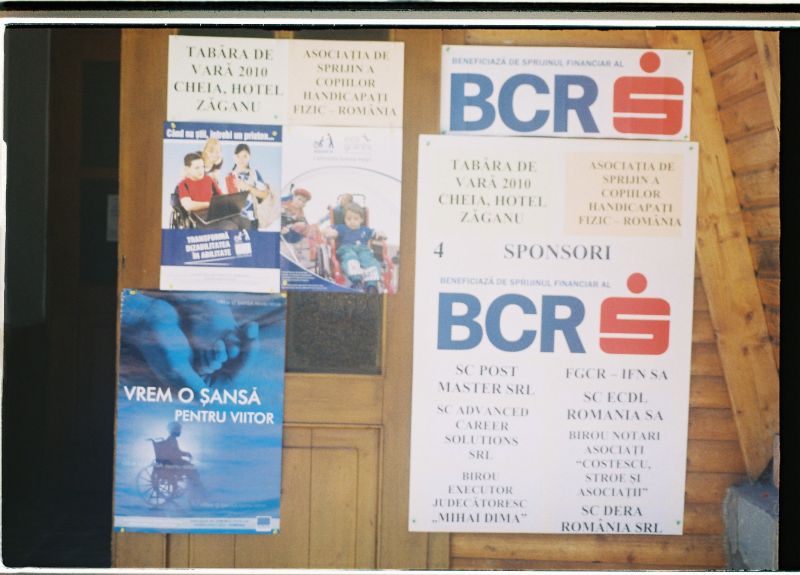 TABĂRA DE
VARĂ 2010
CHEIA, HOTEL
ZĂGANU
ASOCIAȚIA DE
SPRIJIN A
COPIILOR
HANDICAPAȚI
FIZIC – ROMÂNIA
Când nu știi, întrebi un prieten...
TRANSFORMĂ
DIZABILITATEA
ÎN ABILITATE
VREM O ȘANSĂ
PENTRU VIITOR
BENEFICIAZĂ DE SPRIJINUL FINANCIAR AL
BCR
TABĂRA DE
VARĂ 2010
CHEIA, HOTEL
ZĂGANU
ASOCIAȚIA DE
SPRIJIN A
COPIILOR
HANDICAPAȚI
FIZIC – ROMÂNIA
4 SPONSORI
BENEFICIAZĂ DE SPRIJINUL FINANCIAR AL
BCR
SC POST
MASTER SRL
SC ADVANCED
CAREER
SOLUTIONS
SRL
BIROU
EXECUTOR
JUDECĂTORESC
„MIHAI DIMA”
FGCR – IFN SA
SC ECDL
ROMANIA SA
BIROU NOTARI
ASOCIAȚI
“COSTESCU,
STROE ȘI
ASOCIAȚII”
SC DERA
ROMÂNIA SRL